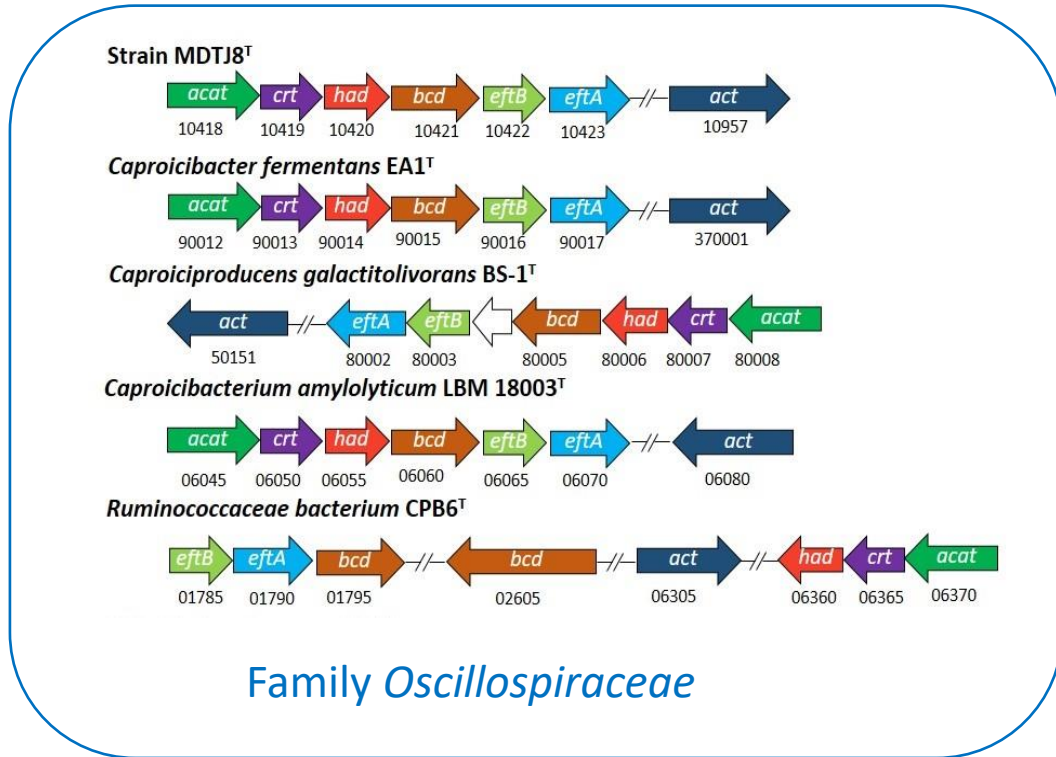 Strain MDTJ8ᵀ
acat crt had bcd eftB eftA act
10418 10419 10420 10421 10422 10423 10957
Caproicibacter fermentans EA1ᵀ
acat crt had bcd eftB eftA act
90012 90013 90014 90015 90016 90017 370001
Caproiciproducens galactitolivorans BS-1ᵀ
act eftA eftB bcd had crt acat
50151 80002 80003 80005 80006 80007 80008
Caproicibacterium amylolyticum LBM 18003ᵀ
acat crt had bcd eftB eftA act
06045 06050 06055 06060 06065 06070 06080
Ruminococcaceae bacterium CPB6ᵀ
eftB eftA bcd bcd act had crt acat
01785 01790 01795 02605 06305 06360 06365 06370
Family Oscillospiraceae